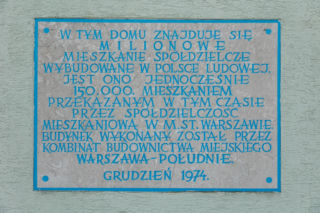 W TYM DOMU ZNAJDUJE SIĘ
MILIONOWE
MIESZKANIE SPÓŁDZIELCZE
WYBUDOWANE W POLSCE LUDOWEJ.
JEST ONO JEDNOCZEŚNIE
150.000. MIESZKANIEM
PRZEKAZANYM W TYM CZASIE
PRZEZ SPÓŁDZIELCZOŚĆ
MIESZKANIOWĄ W M.ST. WARSZAWIE.
BUDYNEK WYKONANY ZOSTAŁ PRZEZ
KOMBINAT BUDOWNICTWA MIEJSKIEGO
WARSZAWA-POŁUDNIE.
GRUDZIEŃ 1974.